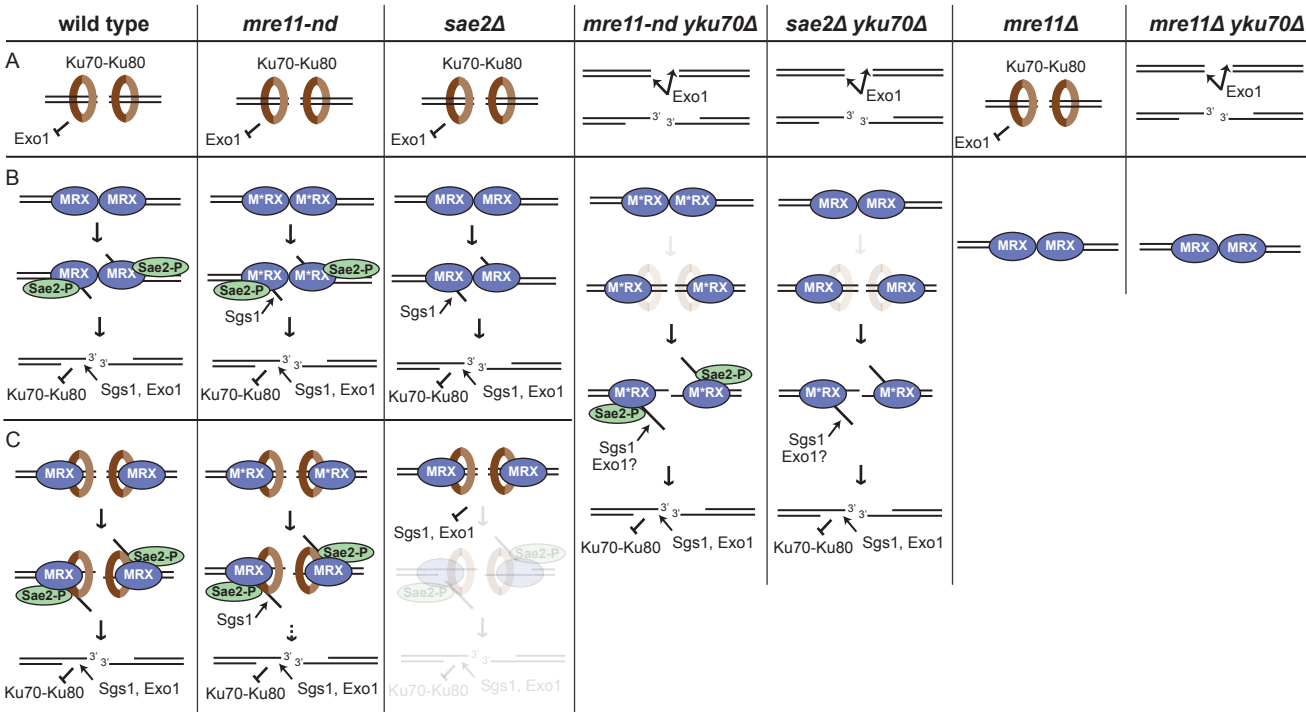 wild type mre11-nd sae2Δ mre11-nd yku70Δ sae2Δ yku70Δ mre11Δ mre11Δ yku70Δ
A
Ku70-Ku80 Ku70-Ku80 Ku70-Ku80 Ku70-Ku80
Exo1 Exo1
3' 3' 3'
3' 3' 3'
Exo1 Exo1 Exo1 Exo1 Exo1
B
MRX MRX M*RX M*RX MRX MRX M*RX M*RX MRX MRX
MRX MRX MRX MRX
MRX MRX Sae2-P M*RX M*RX Sae2-P MRX MRX
Sae2-P Sae2-P
M*RX M*RX MRX MRX
Sgs1 Sgs1
3' 3' 3'
3' 3' 3'
Ku70-Ku80 Sgs1, Exo1 Ku70-Ku80 Sgs1, Exo1 Ku70-Ku80 Sgs1, Exo1
Sae2-P
M*RX M*RX M*RX M*RX
Sae2-P
Sgs1 Sgs1
Exo1? Exo1?
3' 3'
3' 3'
Ku70-Ku80 Sgs1, Exo1 Ku70-Ku80 Sgs1, Exo1
C
MRX MRX M*RX M*RX MRX MRX
Sgs1, Exo1
Sae2-P Sae2-P Sae2-P
MRX MRX MRX MRX
Sae2-P Sae2-P Sae2-P
Sgs1
3' 3' 3'
3' 3' 3'
Ku70-Ku80 Sgs1, Exo1 Ku70-Ku80 Sgs1, Exo1 Ku70-Ku80 Sgs1, Exo1